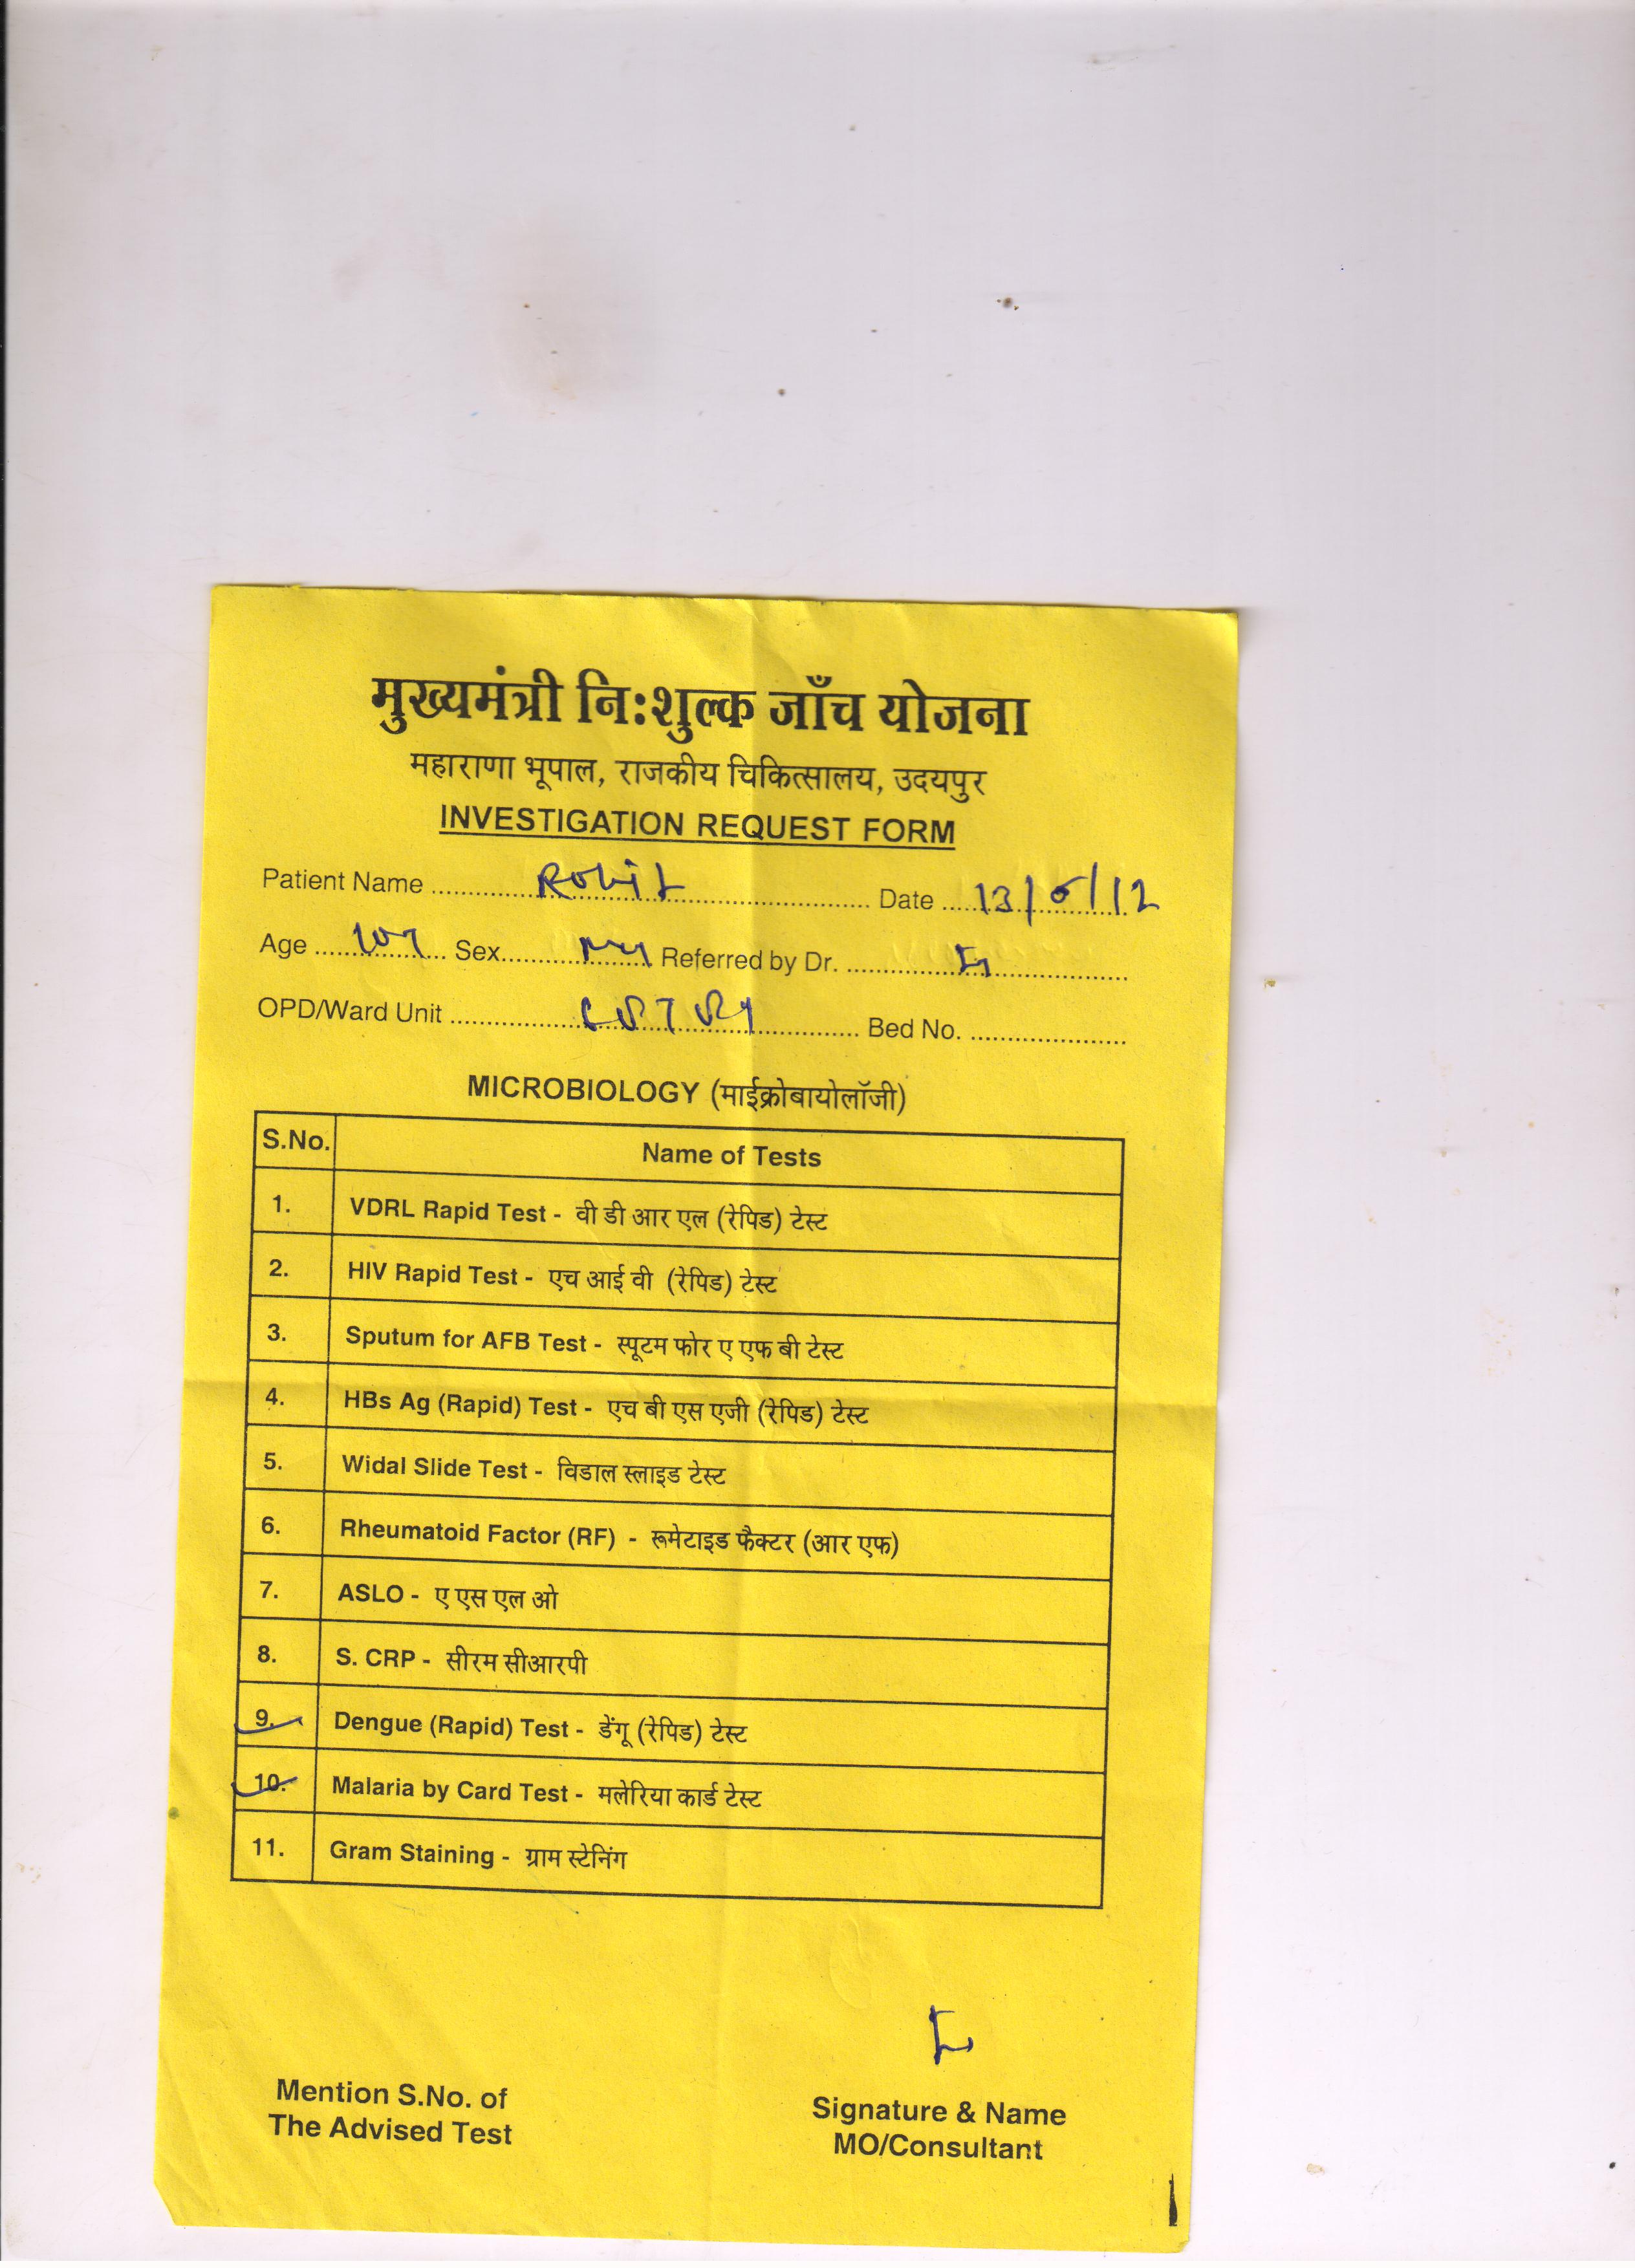 मुख्यमंत्री नि:शुल्क जाँच योजना
महाराणा भूपाल, राजकीय चिकित्सालय, उदयपुर
INVESTIGATION REQUEST FORM
Patient Name Rohit Date 13/6/12
Age Sex Referred by Dr.
OPD/Ward Unit Bed No.
MICROBIOLOGY (माईक्रोबायोलॉजी)
S.No. Name of Tests
1. VDRL Rapid Test - वी डी आर एल (रेपिड) टेस्ट
2. HIV Rapid Test - एच आई वी (रेपिड) टेस्ट
3. Sputum for AFB Test - स्पूटम फोर ए एफ बी टेस्ट
4. HBs Ag (Rapid) Test - एच बी एस एजी (रेपिड) टेस्ट
5. Widal Slide Test - विडाल स्लाइड टेस्ट
6. Rheumatoid Factor (RF) - रूमेटाइड फैक्टर (आर एफ)
7. ASLO - ए एस एल ओ
8. S. CRP - सीरम सीआरपी
9. Dengue (Rapid) Test - डेंगू (रेपिड) टेस्ट
10. Malaria by Card Test - मलेरिया कार्ड टेस्ट
11. Gram Staining - ग्राम स्टेनिंग
Mention S.No. of
The Advised Test
Signature & Name
MO/Consultant